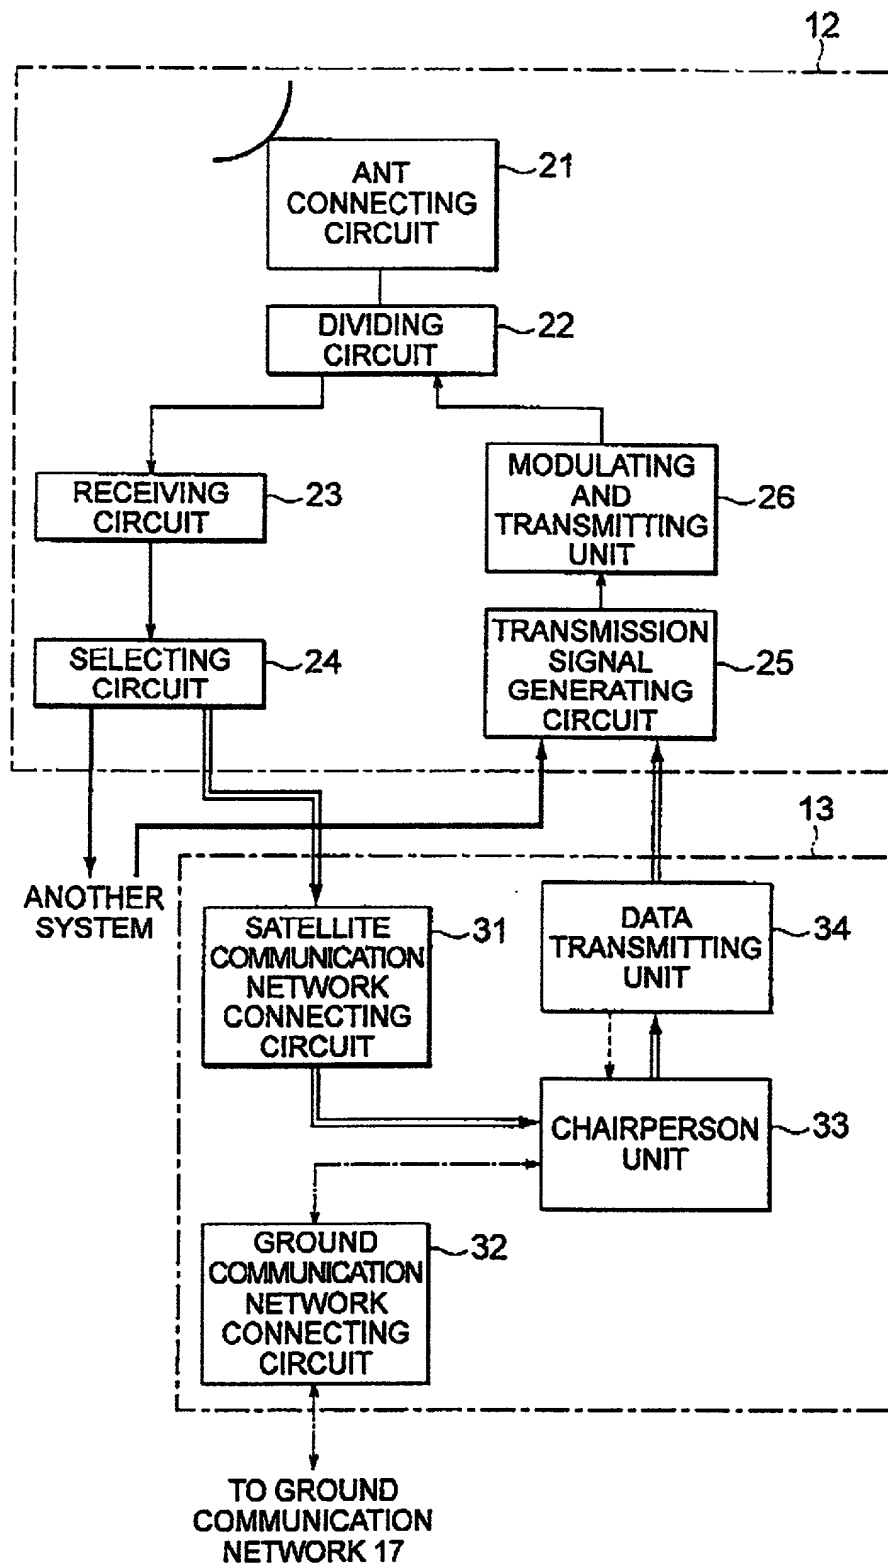 12
ANT
CONNECTING
CIRCUIT
21
DIVIDING
CIRCUIT
22
RECEIVING
CIRCUIT
23
MODULATING
AND
TRANSMITTING
UNIT
26
SELECTING
CIRCUIT
24
TRANSMISSION
SIGNAL
GENERATING
CIRCUIT
25
13
ANOTHER
SYSTEM
SATELLITE
COMMUNICATION
NETWORK
CONNECTING
CIRCUIT
31
DATA
TRANSMITTING
UNIT
34
CHAIRPERSON
UNIT
33
GROUND
COMMUNICATION
NETWORK
CONNECTING
CIRCUIT
32
TO GROUND
COMMUNICATION
NETWORK 17